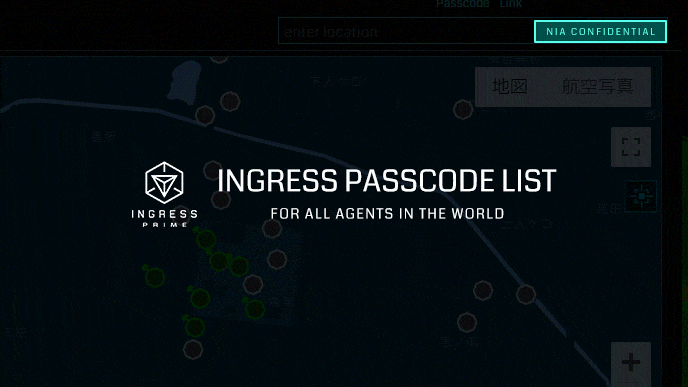 Passcode Link
enter location
NIA CONFIDENTIAL
地図 航空写真
INGRESS PASSCODE LIST
FOR ALL AGENTS IN THE WORLD
INGRESS
PRIME